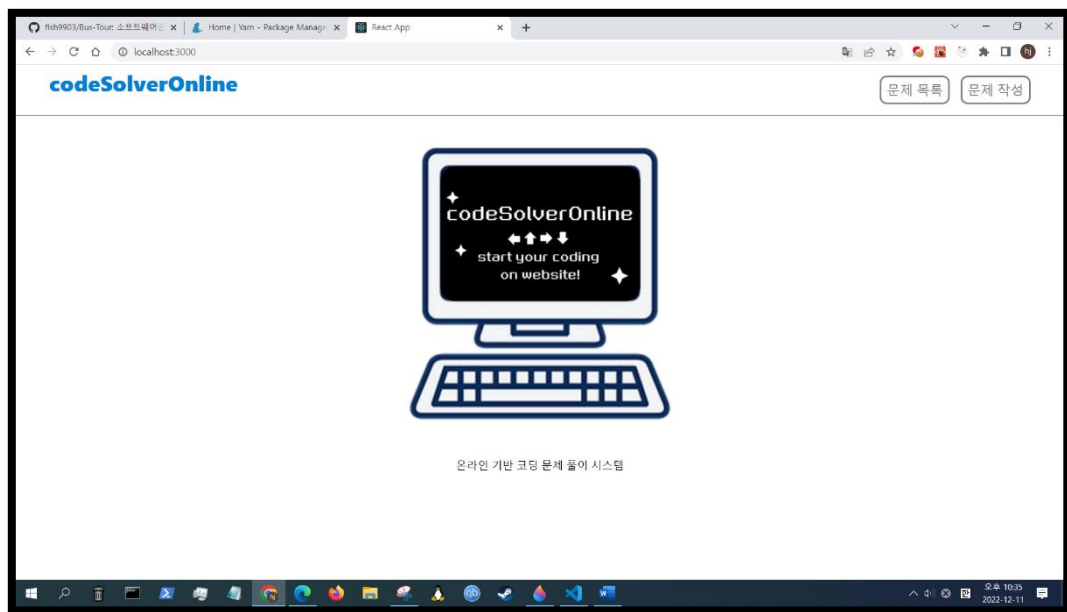 fish9903/Bus-Tour: 소프트웨어
Home | Yarn - Package Manage
React App
localhost:3000
codeSolverOnline
문제 목록
문제 작성
codeSolverOnline
start your coding
on website!
온라인 기반 코딩 문제 풀이 시스템
오후 10:35
2022-12-11